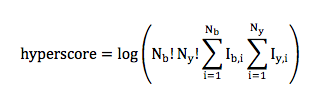 hyperscore = log ( N_b! N_y! ∑_{i=1}^{N_b} I_{b,i} ∑_{i=1}^{N_y} I_{y,i} )